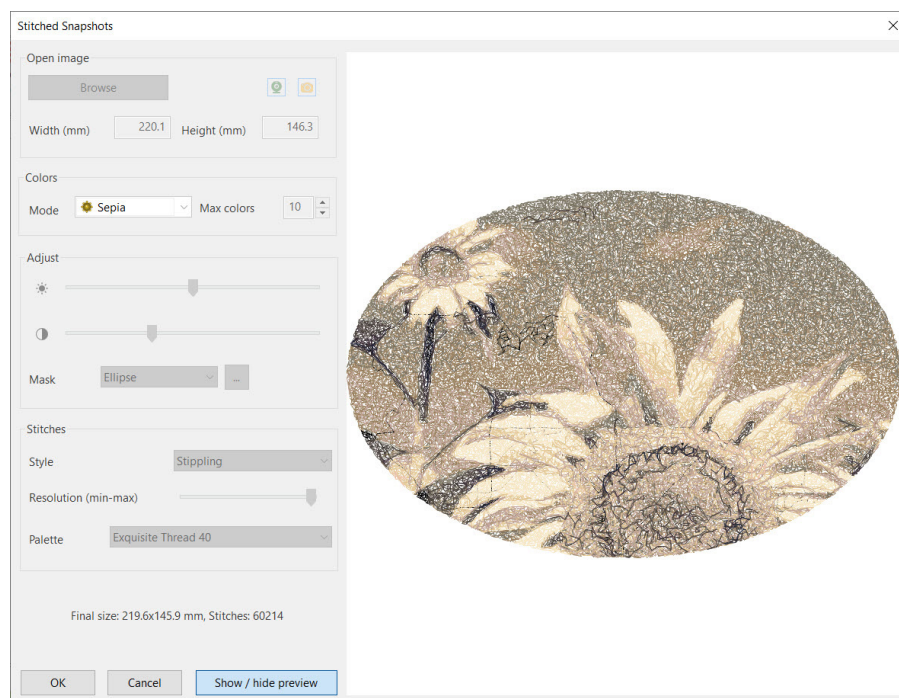 Stitched Snapshots
Open image
Browse
Width (mm) 220.1 Height (mm) 146.3
Colors
Mode Sepia Max colors 10
Adjust
Mask Ellipse ...
Stitches
Style Stippling
Resolution (min-max)
Palette Exquisite Thread 40
Final size: 219.6x145.9 mm, Stitches: 60214
OK Cancel Show / hide preview